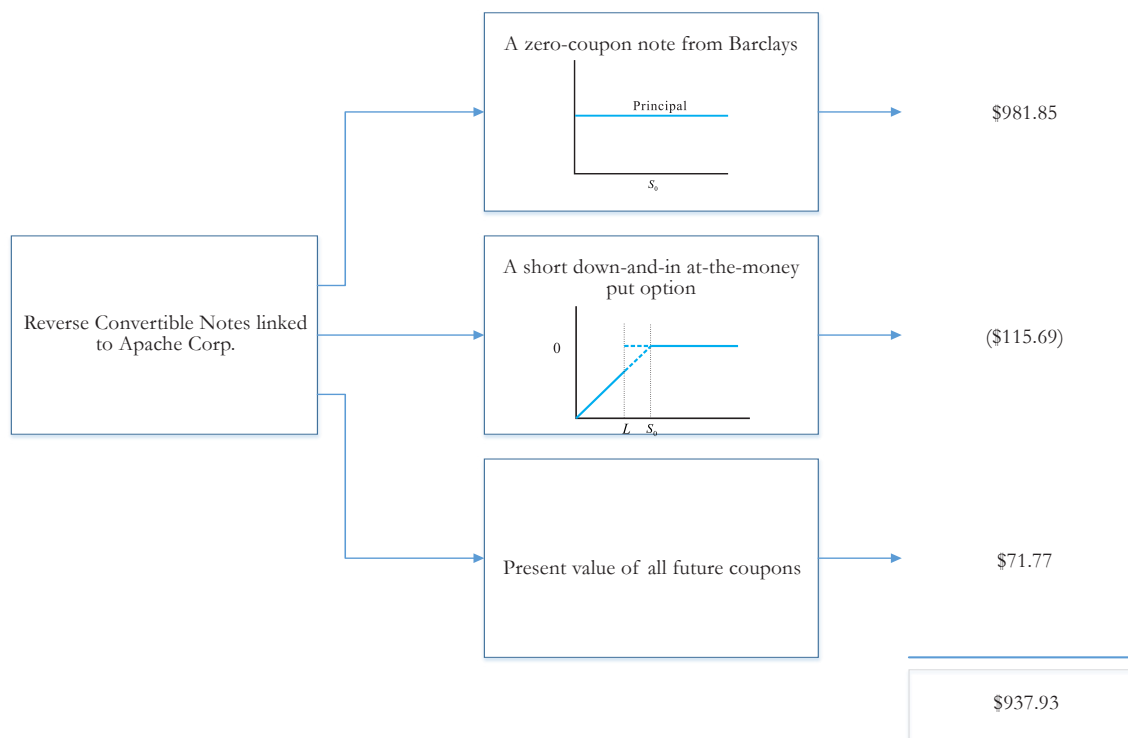 A zero-coupon note from Barclays
Principal
S₀
$981.85
Reverse Convertible Notes linked
to Apache Corp.
A short down-and-in at-the-money
put option
0
L S₀
($115.69)
Present value of all future coupons
$71.77
$937.93